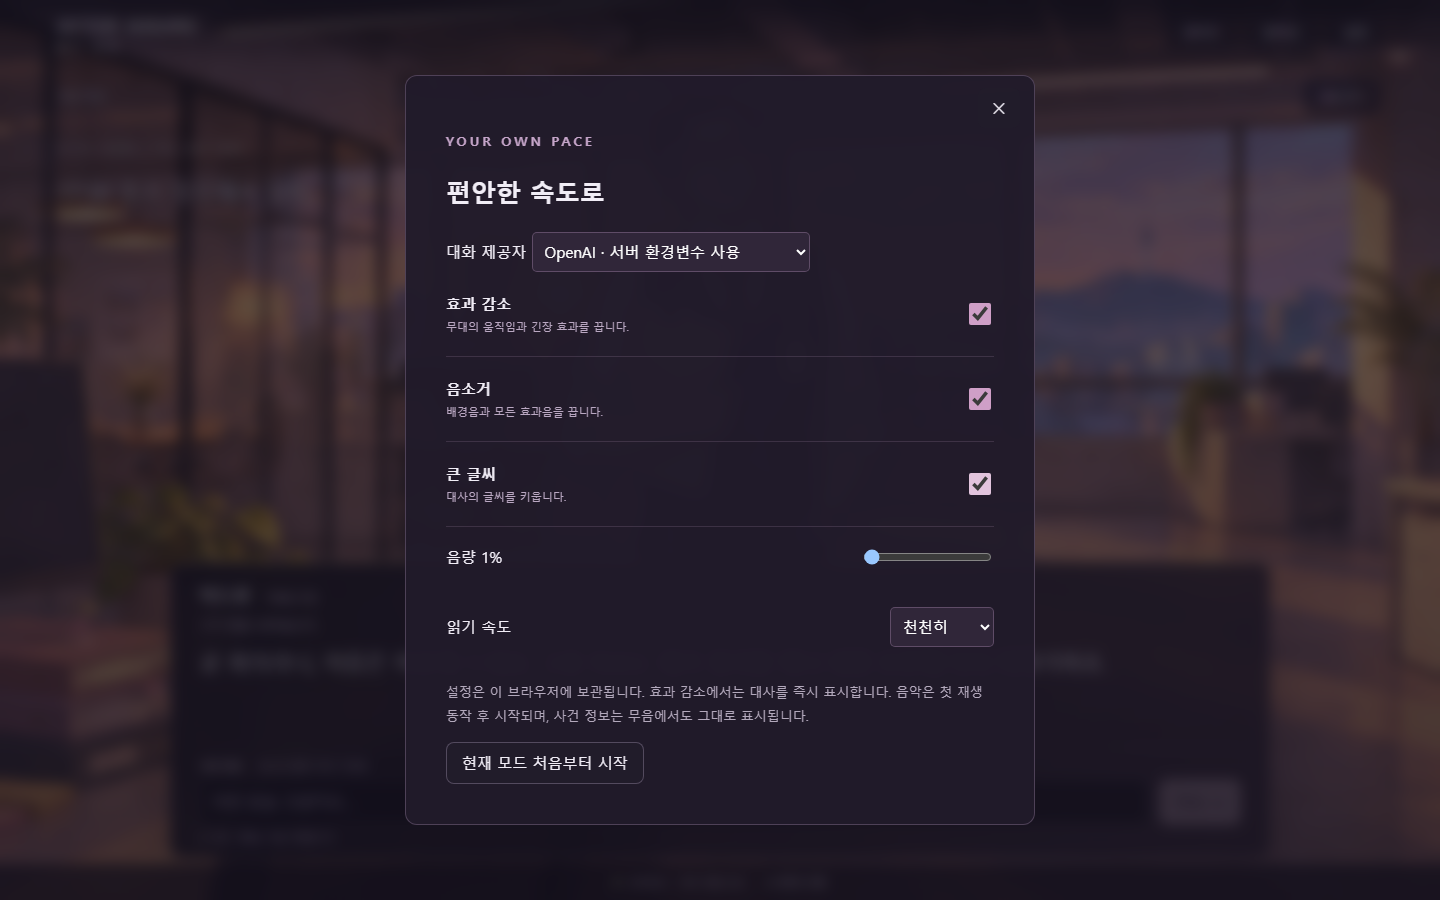 YOUR OWN PACE
편안한 속도로
대화 제공자 OpenAI · 서버 환경변수 사용
효과 감소
무대의 움직임과 긴장 효과를 끕니다.
음소거
배경음과 모든 효과음을 끕니다.
큰 글씨
대사의 글씨를 키웁니다.
음량 1%
읽기 속도 천천히
설정은 이 브라우저에 보관됩니다. 효과 감소에서는 대사를 즉시 표시합니다. 음악은 첫 재생
동작 후 시작되며, 사건 정보는 무음에서도 그대로 표시됩니다.
현재 모드 처음부터 시작